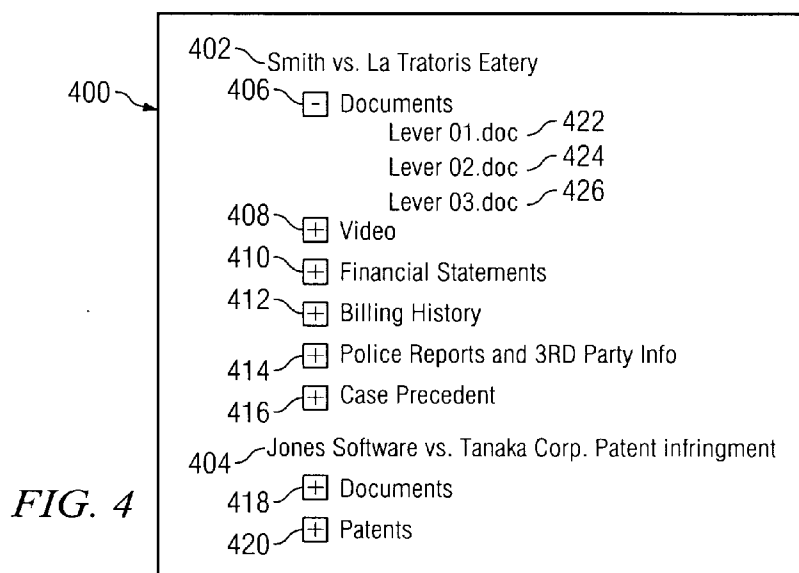 402 Smith vs. La Tratoris Eatery
400
406 - Documents
Lever 01.doc 422
Lever 02.doc 424
Lever 03.doc 426
408 + Video
410 + Financial Statements
412 + Billing History
414 + Police Reports and 3RD Party Info
416 + Case Precedent
404 Jones Software vs. Tanaka Corp. Patent infringment
418 + Documents
420 + Patents
FIG. 4